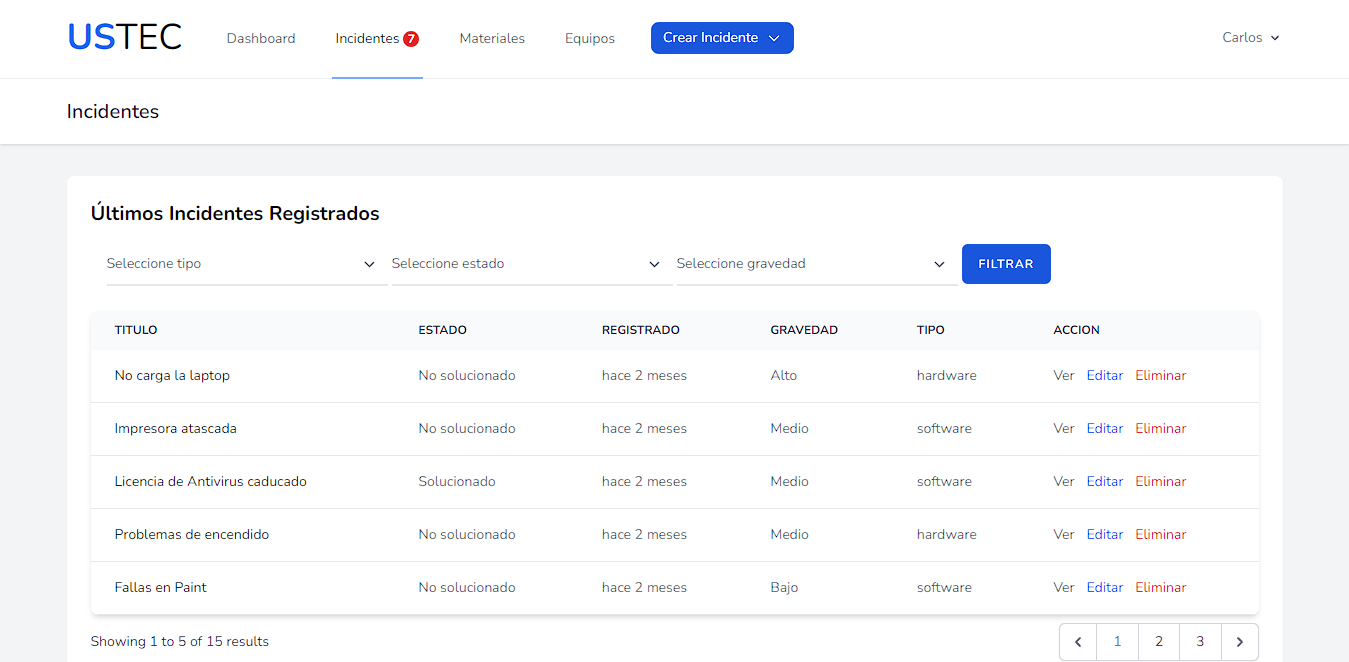 USTEC Dashboard Incidentes 7 Materiales Equipos Crear Incidente Carlos
Incidentes
Últimos Incidentes Registrados
Seleccione tipo Seleccione estado Seleccione gravedad FILTRAR
TITULO ESTADO REGISTRADO GRAVEDAD TIPO ACCION
No carga la laptop No solucionado hace 2 meses Alto hardware Ver Editar Eliminar
Impresora atascada No solucionado hace 2 meses Medio software Ver Editar Eliminar
Licencia de Antivirus caducado Solucionado hace 2 meses Medio software Ver Editar Eliminar
Problemas de encendido No solucionado hace 2 meses Medio hardware Ver Editar Eliminar
Fallas en Paint No solucionado hace 2 meses Bajo software Ver Editar Eliminar
Showing 1 to 5 of 15 results 1 2 3